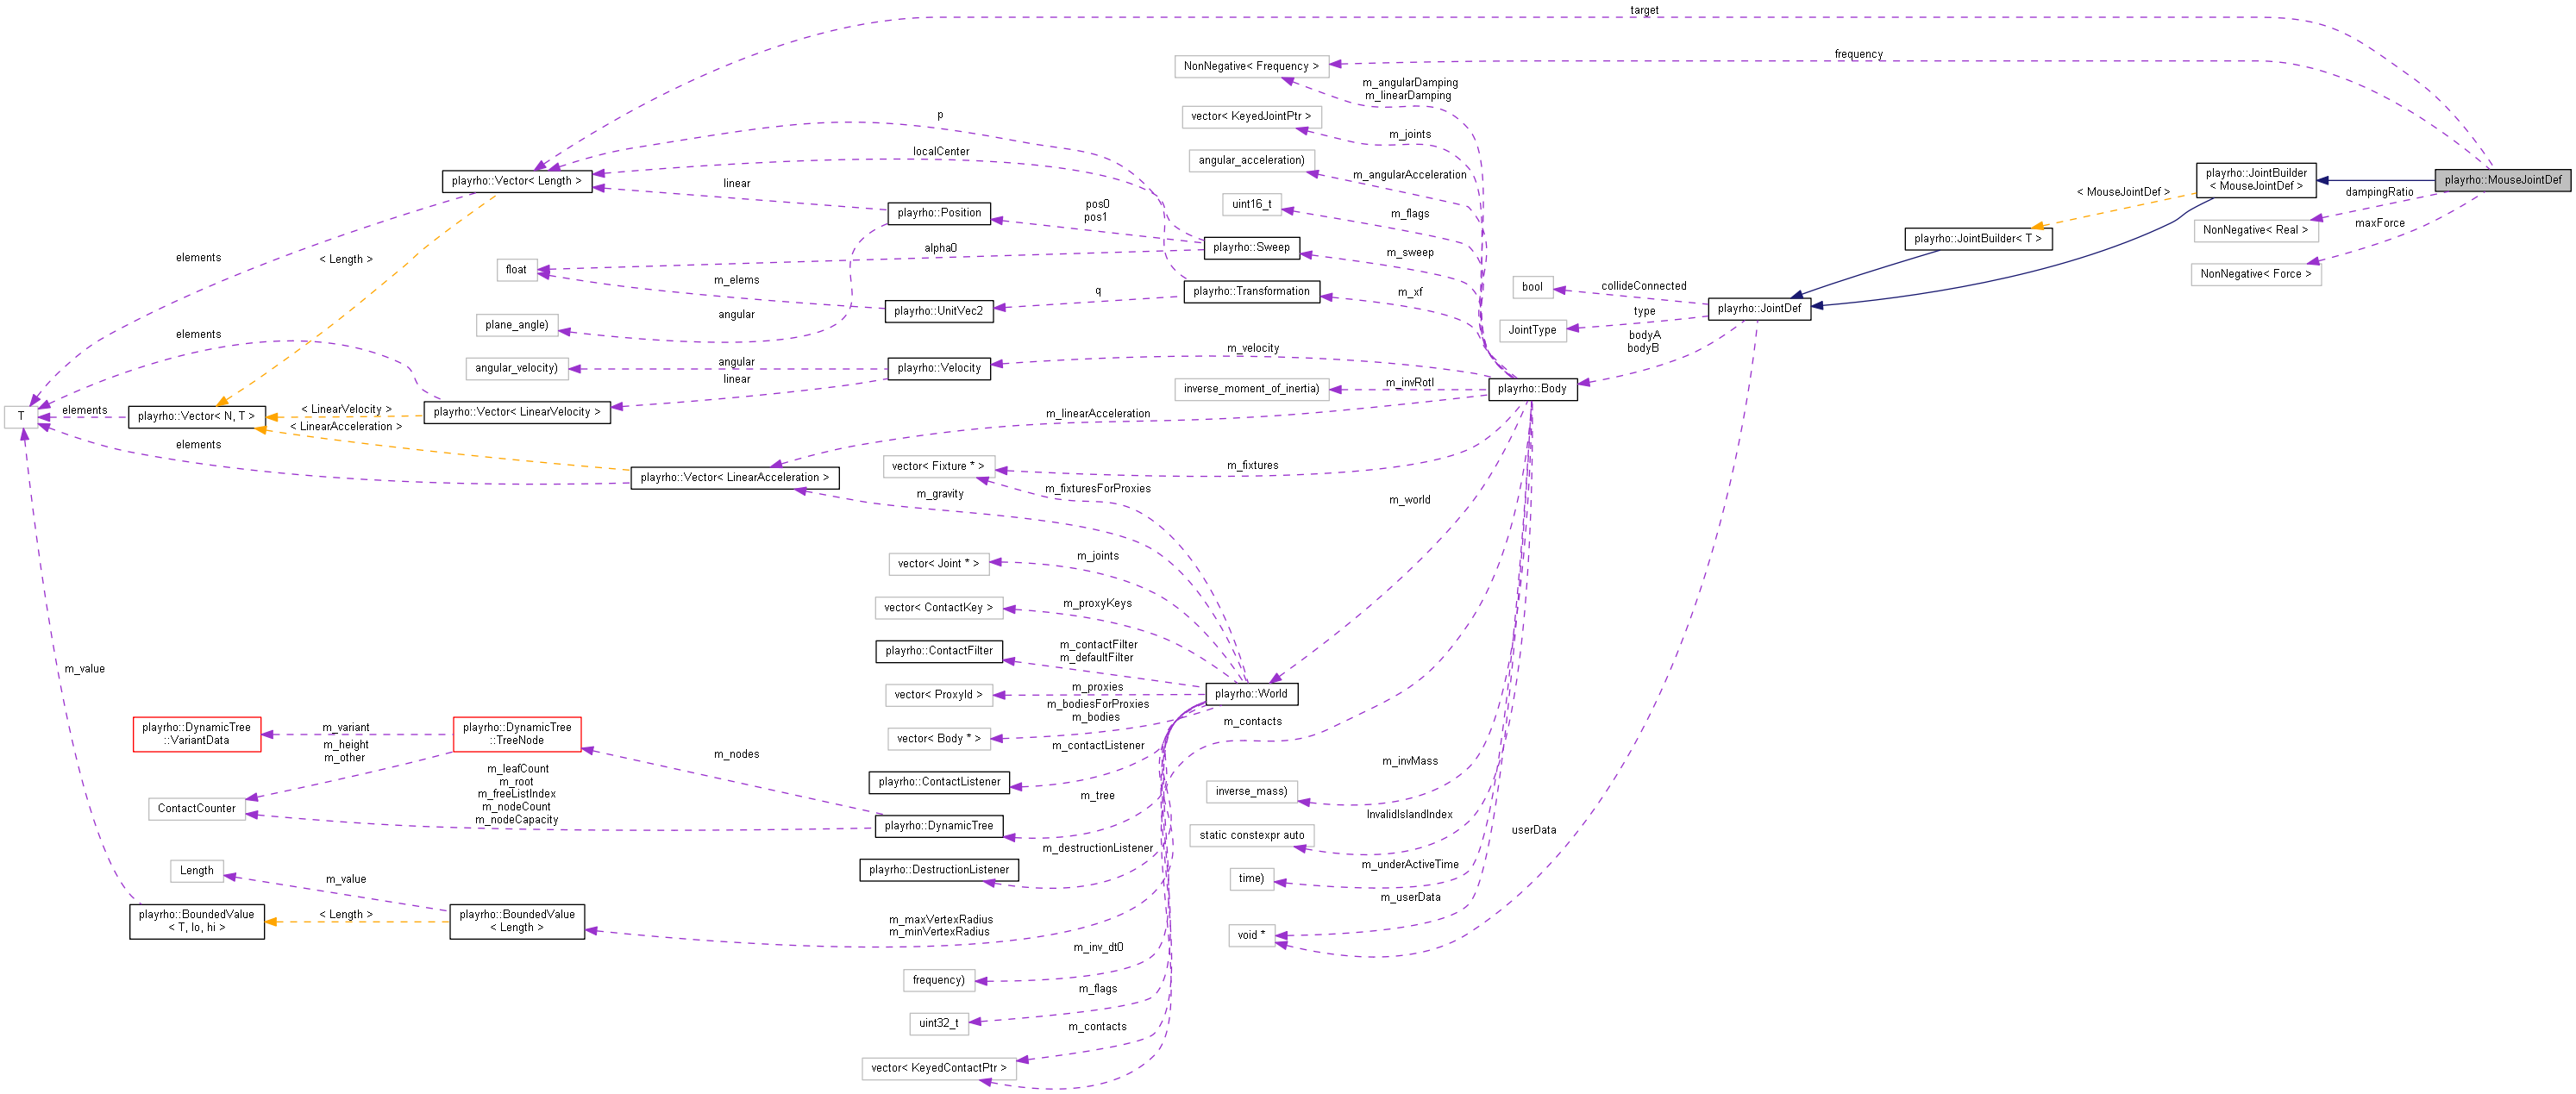 target
frequency
NonNegative< Frequency >
m_angularDamping
m_linearDamping
vector< KeyedJointPtr >
p
m_joints
localCenter
angular_acceleration)
playrho::JointBuilder
< MouseJointDef >
playrho::Vector< Length >
linear
m_angularAcceleration
< MouseJointDef >
dampingRatio
playrho::MouseJointDef
uint16_t
playrho::Position
pos0
pos1
m_flags
maxForce
NonNegative< Real >
playrho::JointBuilder< T >
alpha0
playrho::Sweep
m_sweep
elements
< Length >
float
m_elems
NonNegative< Force >
q
playrho::Transformation
m_xf
bool
collideConnected
playrho::UnitVec2
playrho::JointDef
type
plane_angle)
angular
JointType
elements
bodyA
bodyB
m_velocity
angular_velocity)
angular
playrho::Velocity
linear
inverse_moment_of_inertia)
m_invRotI
playrho::Body
T
elements
playrho::Vector< N, T >
< LinearVelocity >
playrho::Vector< LinearVelocity >
m_linearAcceleration
< LinearAcceleration >
elements
playrho::Vector< LinearAcceleration >
vector< Fixture * >
m_fixtures
m_gravity
m_fixturesForProxies
m_world
vector< Joint * >
m_joints
vector< ContactKey >
m_proxyKeys
playrho::ContactFilter
m_contactFilter
m_defaultFilter
m_value
vector< ProxyId >
m_proxies
playrho::World
m_bodiesForProxies
m_bodies
m_contacts
playrho::DynamicTree
::VariantData
m_variant
playrho::DynamicTree
::TreeNode
vector< Body * >
m_height
m_other
m_nodes
m_contactListener
m_invMass
m_leafCount
m_root
m_freeListIndex
m_nodeCount
m_nodeCapacity
playrho::ContactListener
inverse_mass)
ContactCounter
m_tree
InvalidIslandIndex
playrho::DynamicTree
static constexpr auto
userData
m_destructionListener
m_underActiveTime
Length
m_value
playrho::DestructionListener
time)
m_userData
playrho::BoundedValue
< T, lo, hi >
< Length >
playrho::BoundedValue
< Length >
m_maxVertexRadius
m_minVertexRadius
void *
m_inv_dt0
frequency)
m_flags
uint32_t
m_contacts
vector< KeyedContactPtr >